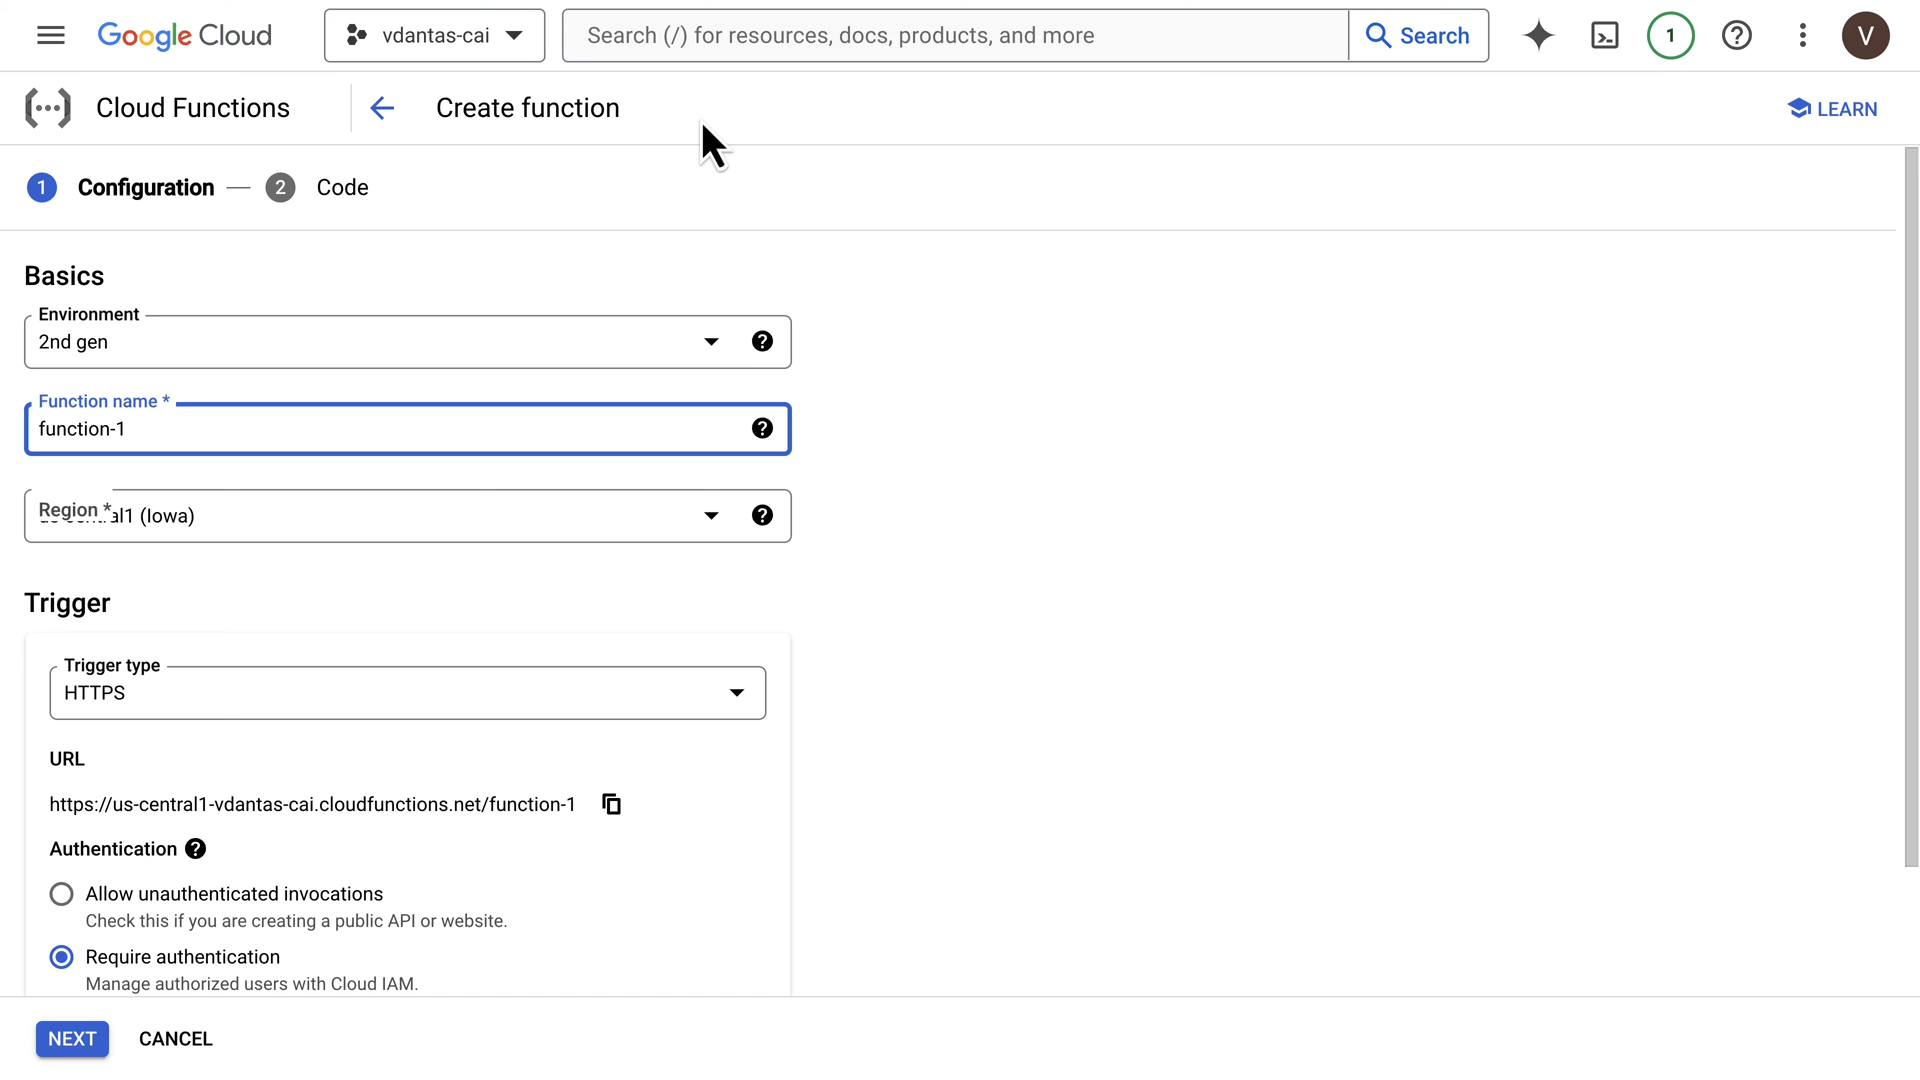 Google Cloud
vdantas-cai
Search (/) for resources, docs, products, and more
Search
1
V
Cloud Functions
Create function
LEARN
1 Configuration
2 Code
Basics
Environment
2nd gen
Function name *
function-1
Region *
al1 (Iowa)
Trigger
Trigger type
HTTPS
URL
https://us-central1-vdantas-cai.cloudfunctions.net/function-1
Authentication
Allow unauthenticated invocations
Check this if you are creating a public API or website.
Require authentication
Manage authorized users with Cloud IAM.
NEXT
CANCEL